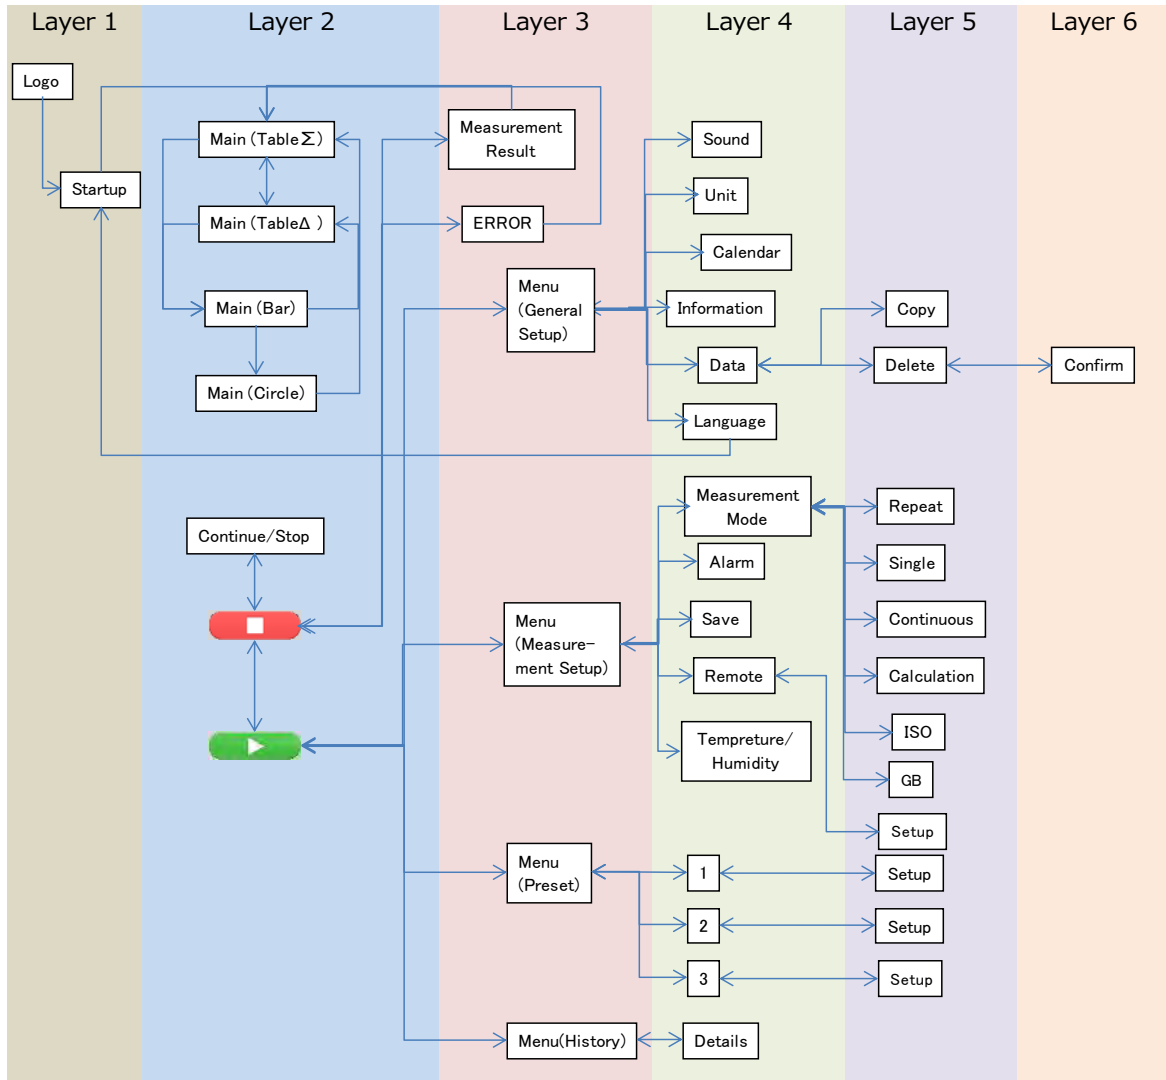 Layer 1
Layer 2
Layer 3
Layer 4
Layer 5
Layer 6
Logo
Startup
Main (Table Σ)
Main (TableΔ )
Main (Bar)
Main (Circle)
Continue/Stop
Measurement
Result
ERROR
Menu
(General
Setup)
Menu
(Measure-
ment Setup)
Menu
(Preset)
Menu(History)
Sound
Unit
Calendar
Information
Data
Language
Measurement
Mode
Alarm
Save
Remote
Tempreture/
Humidity
1
2
3
Details
Copy
Delete
Repeat
Single
Continuous
Calculation
ISO
GB
Setup
Setup
Setup
Setup
Confirm